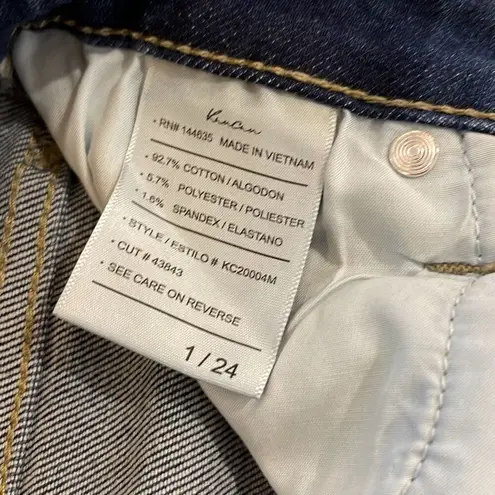 KanCan
• RN# 144635 MADE IN VIETNAM
• 92.7% COTTON / ALGODON
• 5.7% POLYESTER / POLIESTER
• 1.6% SPANDEX / ELASTANO
• STYLE / ESTILO # KC20004M
• CUT # 43843
• SEE CARE ON REVERSE
1 / 24